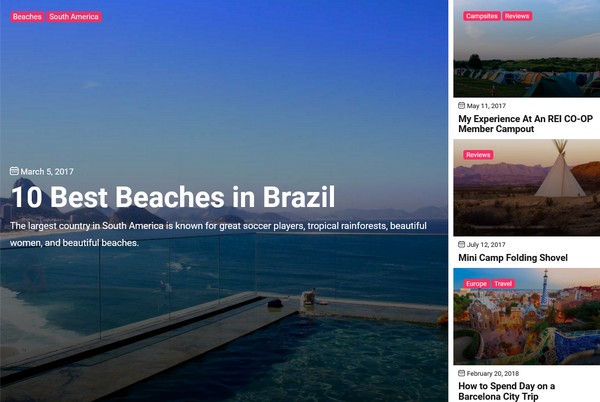 Beaches South America
March 5, 2017
10 Best Beaches in Brazil
The largest country in South America is known for great soccer players, tropical rainforests, beautiful
women, and beautiful beaches.
Campsites Reviews
May 11, 2017
My Experience At An REI CO-OP
Member Campout
Reviews
July 12, 2017
Mini Camp Folding Shovel
Europe Travel
February 20, 2018
How to Spend Day on a
Barcelona City Trip